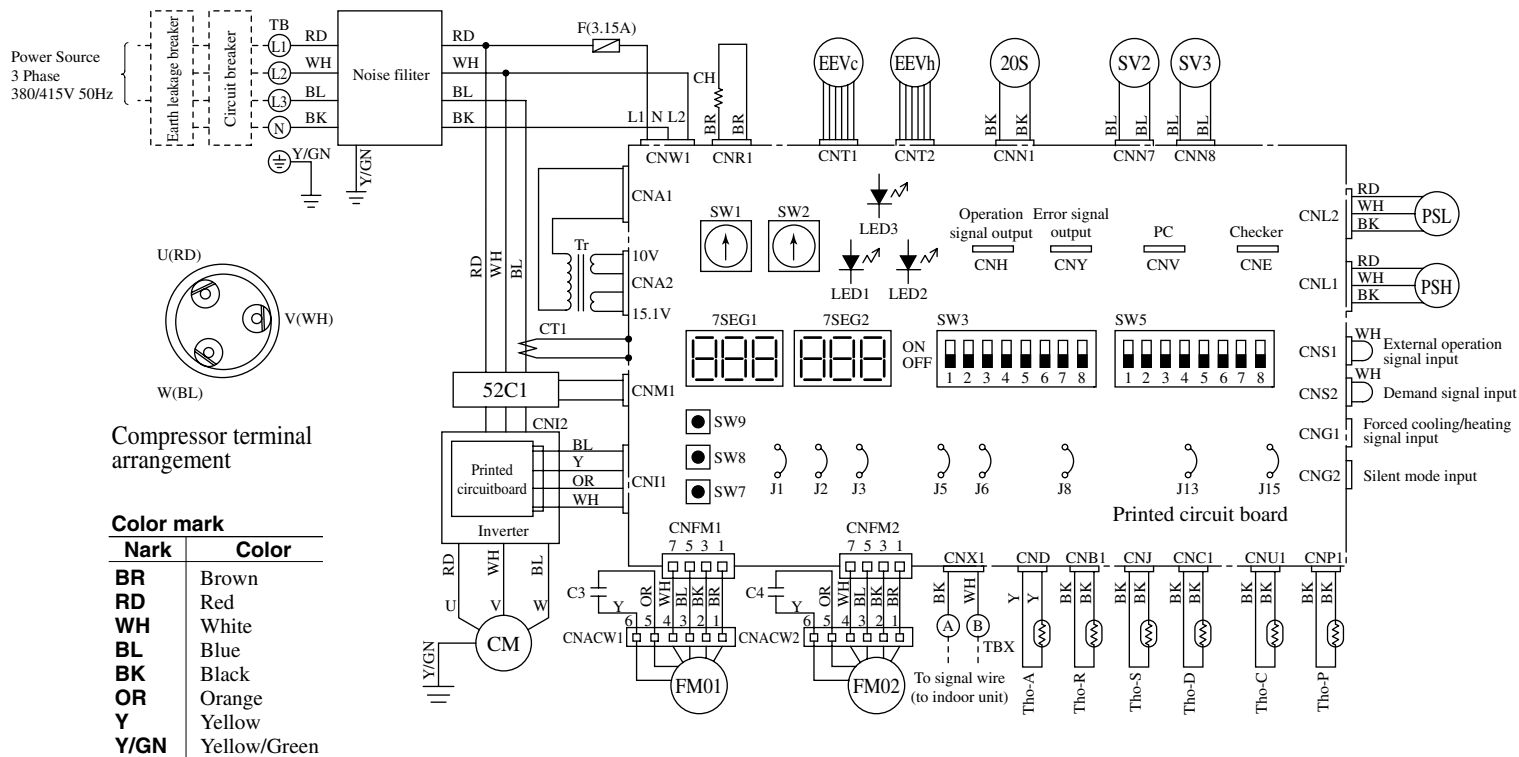 Power Source
3 Phase
380/415V 50Hz
Earth leakage breaker
Circuit breaker
TB
L1
L2
L3
N
RD
WH
BL
BK
Y/GN
Noise filiter
Y/GN
RD
WH
BL
BK
F(3.15A)
L1 N L2
CNW1
CH
BR
BR
CNR1
EEVc
CNT1
EEVh
CNT2
20S
BK
BK
CNN1
SV2
BL
BL
CNN7
SV3
BL
BL
CNN8
RD
WH
BK
CNL2
PSL
RD
WH
BK
CNL1
PSH
WH
CNS1
External operation
signal input
WH
CNS2
Demand signal input
CNG1
Forced cooling/heating
signal input
CNG2
Silent mode input
CNA1
Tr
10V
CNA2
15.1V
CT1
RD
WH
BL
52C1
CNM1
CNI2
BL
Y
OR
WH
CNI1
Printed
circuitboard
Inverter
RD
WH
BL
U
V
W
CM
Y/GN
SW1
SW2
LED3
LED1
LED2
Operation
signal output
CNH
Error signal
output
CNY
PC
CNV
Checker
CNE
7SEG1
7SEG2
ON
OFF
SW3
1 2 3 4 5 6 7 8
SW5
1 2 3 4 5 6 7 8
SW9
SW8
SW7
J1
J2
J3
J5
J6
J8
J13
J15
Printed circuit board
CNFM1
7 5 3 1
C3
Y
OR
WH
BL
BK
BR
6 5 4 3 2 1
CNACW1
FM01
CNFM2
7 5 3 1
C4
Y
OR
WH
BL
BK
BR
6 5 4 3 2 1
CNACW2
FM02
CNX1
BK
WH
A
B
TBX
To signal wire
(to indoor unit)
CND
Y
Y
Tho-A
CNB1
BK
BK
Tho-R
CNJ
BK
BK
Tho-S
CNC1
BK
BK
Tho-D
CNU1
BK
BK
Tho-C
CNP1
BK
BK
Tho-P
U(RD)
V(WH)
W(BL)
Compressor terminal
arrangement
Color mark
Nark Color
BR Brown
RD Red
WH White
BL Blue
BK Black
OR Orange
Y Yellow
Y/GN Yellow/Green